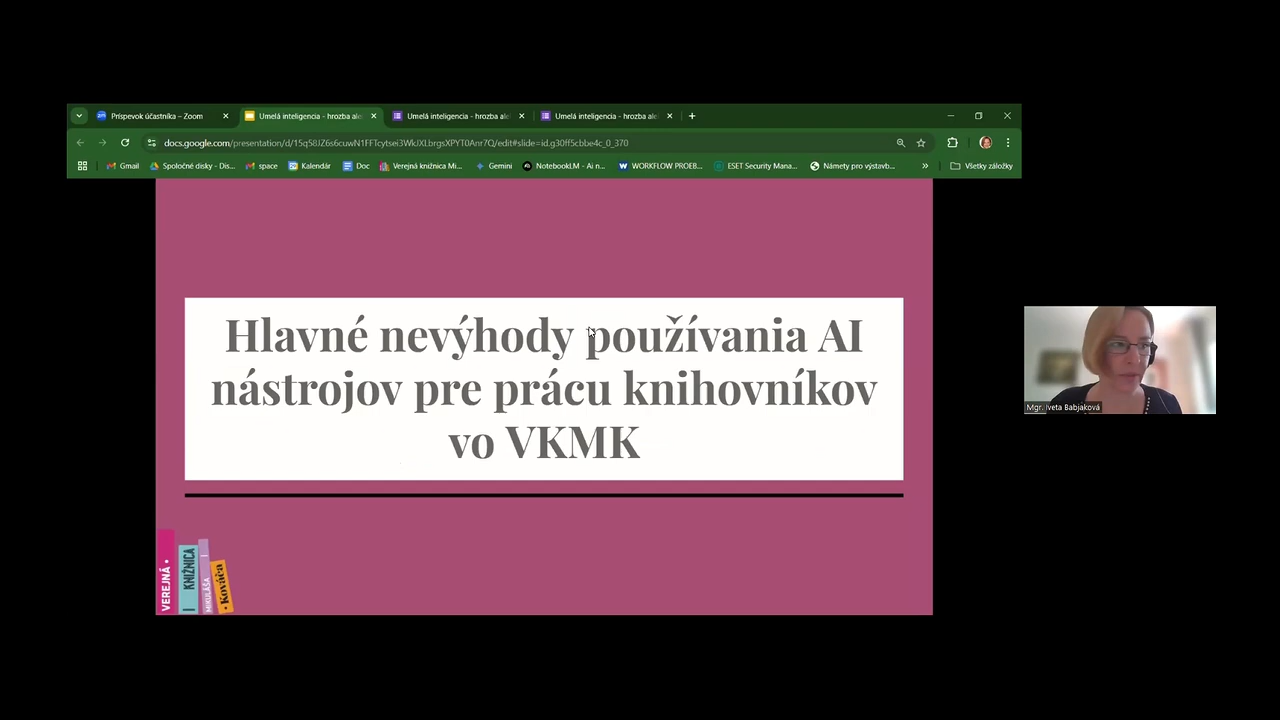 Príspevok účastníka – Zoom
Umelá inteligencia - hrozba ale
Umelá inteligencia - hrozba alel
Umelá inteligencia - hrozba alel
docs.google.com/presentation/d/15q58JZ6s6cuwN1FFTcytsei3WkJXLbrgsXPYT0Anr7Q/edit#slide=id.g30ff5cbbe4c_0_370
Gmail
Spoločné disky - Dis...
space
Kalendár
Doc
Verejná knižnica Mi...
Gemini
NotebookLM - Ai n...
WORKFLOW PROEB...
ESET Security Mana...
Námety pro výstavb...
»
Všetky záložky
Hlavné nevýhody používania AI
nástrojov pre prácu knihovníkov
vo VKMK
VEREJNÁ •
I KNIŽNICA
MIKULÁŠA I
• Kováča
Mgr. Iveta Babjaková